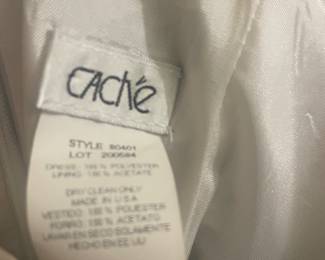 caché
STYLE 80401
LOT 200584
DRESS: 100% POLYESTER
LINING: 100% ACETATE
DRY CLEAN ONLY
MADE IN U.S.A
VESTIDO: 100% POLIESTER
FORRO: 100% ACETATO
LAVAR EN SECO SOLAMENTE
HECHO EN EE.UU